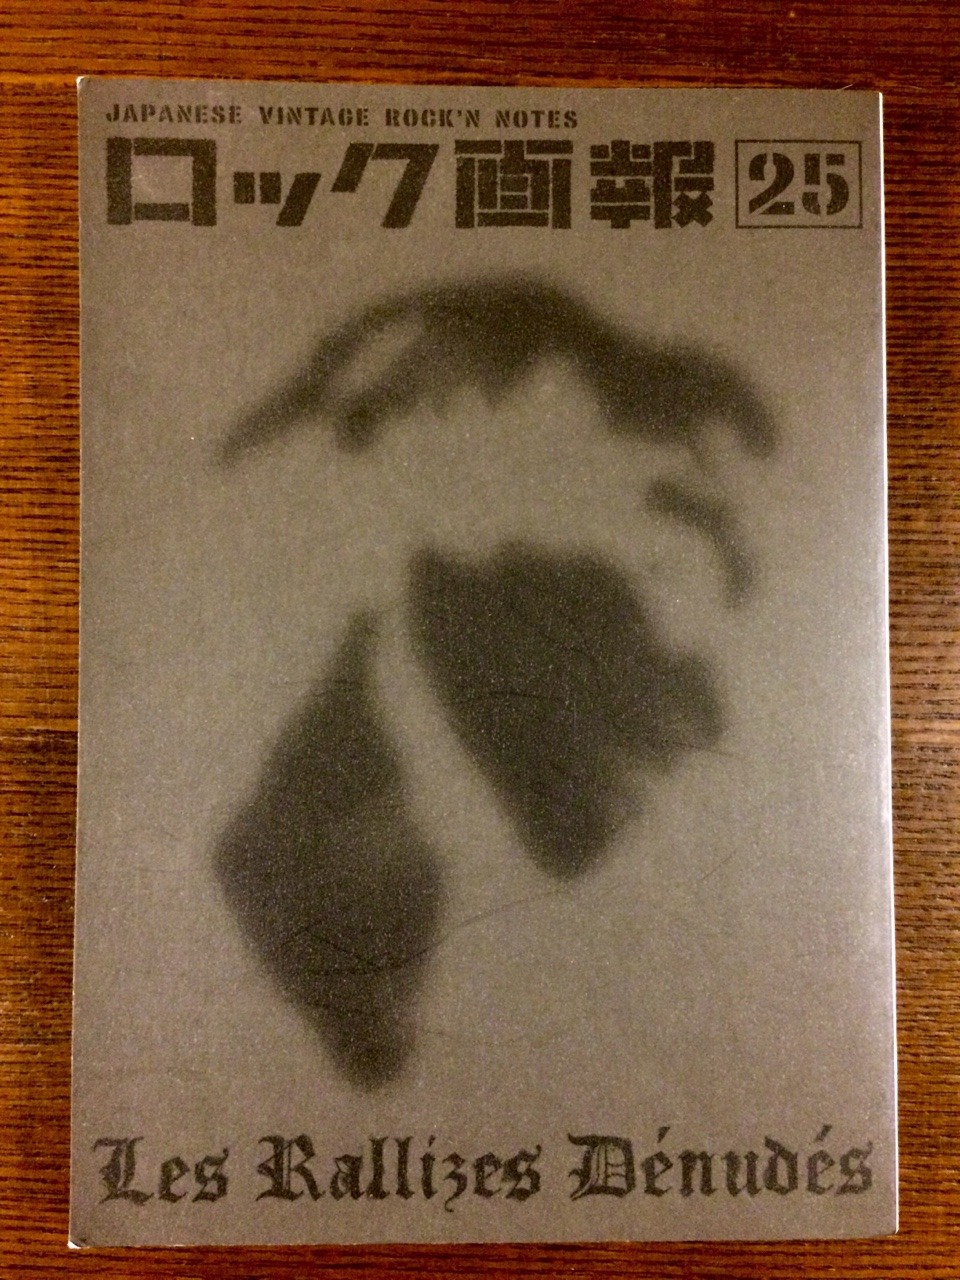 JAPANESE VINTAGE ROCK'N NOTES
ロック画報 25
Les Rallizes Dénudés